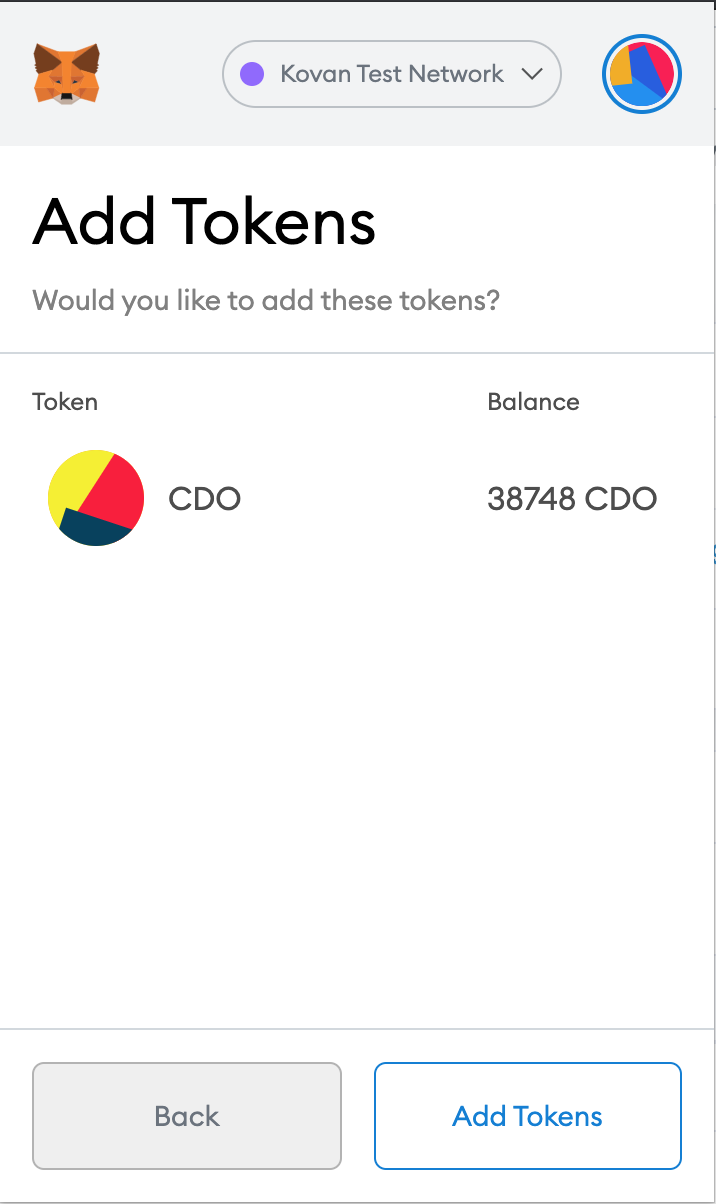 Kovan Test Network
Add Tokens
Would you like to add these tokens?
Token Balance
CDO 38748 CDO
Back Add Tokens